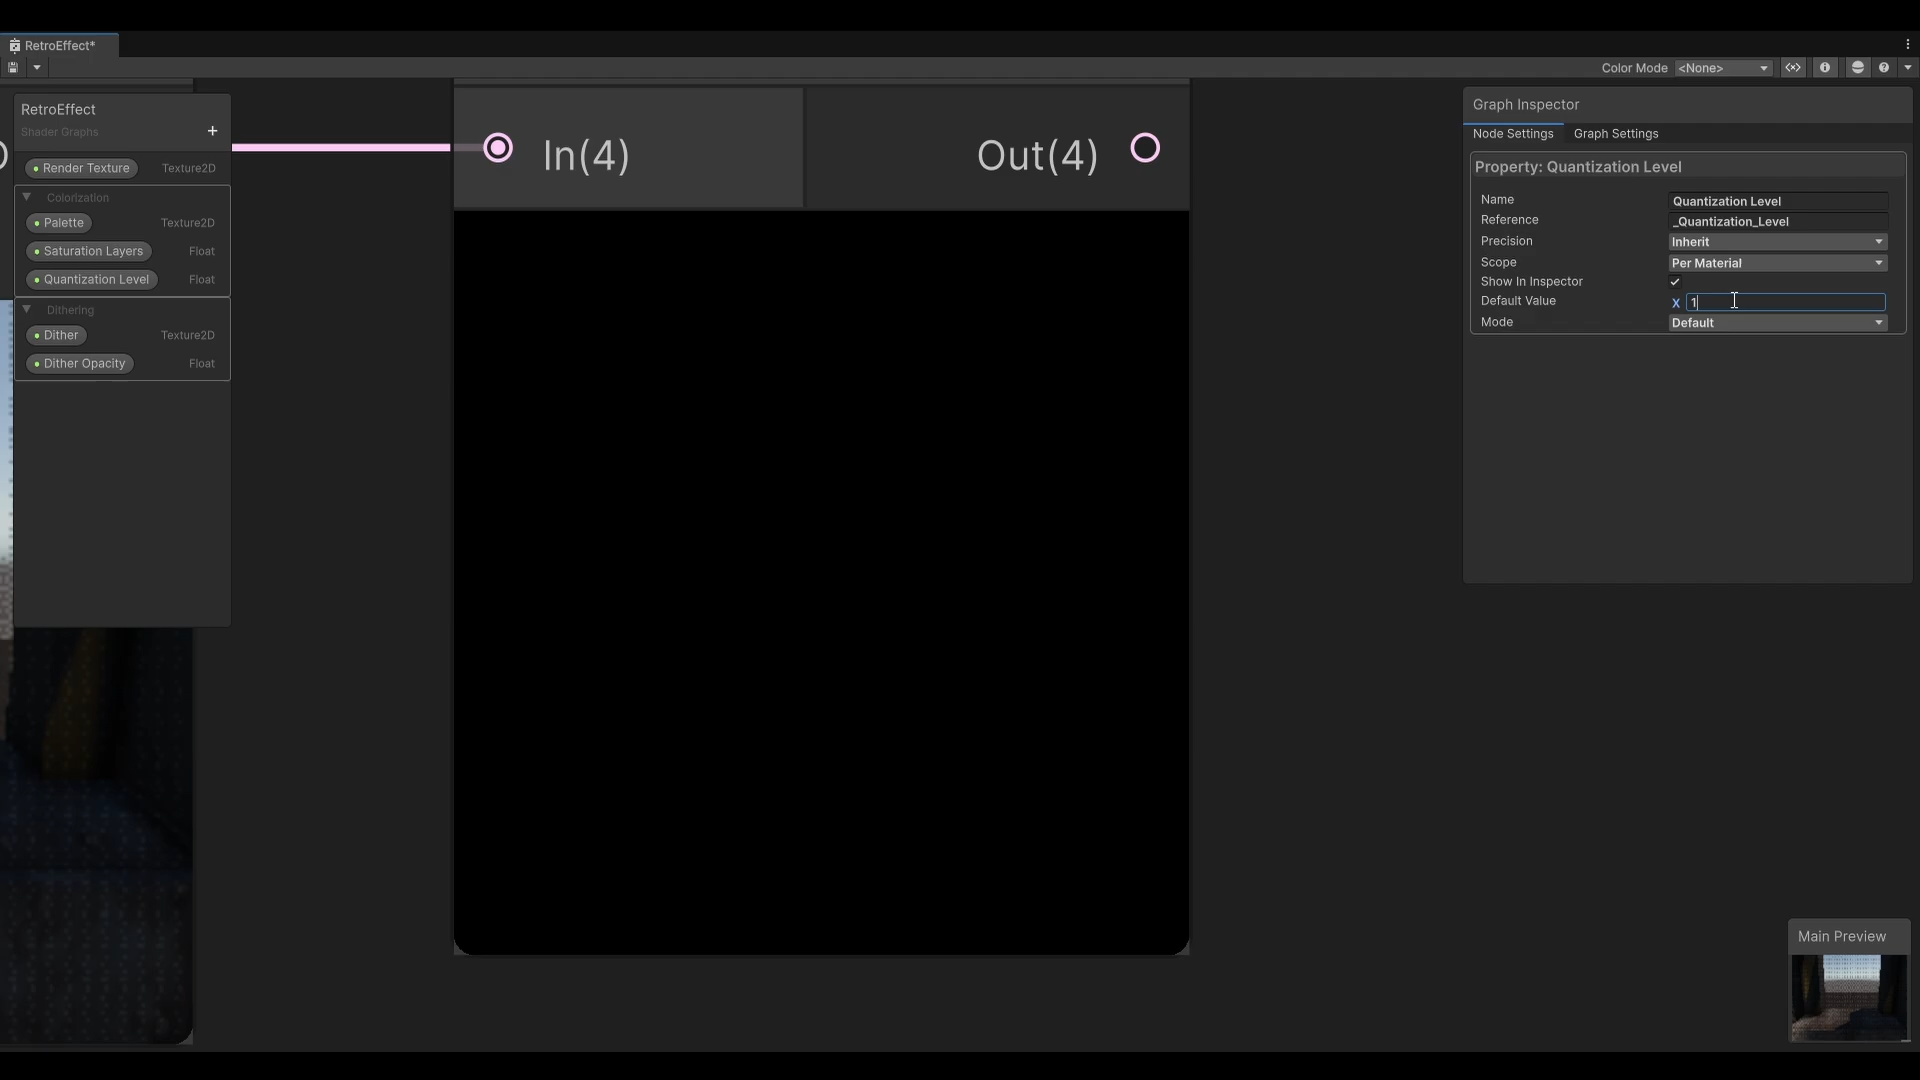 RetroEffect*
Color Mode <None>
RetroEffect
Shader Graphs
Render Texture Texture2D
Colorization
Palette Texture2D
Saturation Layers Float
Quantization Level Float
Dithering
Dither Texture2D
Dither Opacity Float
In(4) Out(4)
Graph Inspector
Node Settings Graph Settings
Property: Quantization Level
Name Quantization Level
Reference _Quantization_Level
Precision Inherit
Scope Per Material
Show In Inspector
Default Value X 1
Mode Default
Main Preview